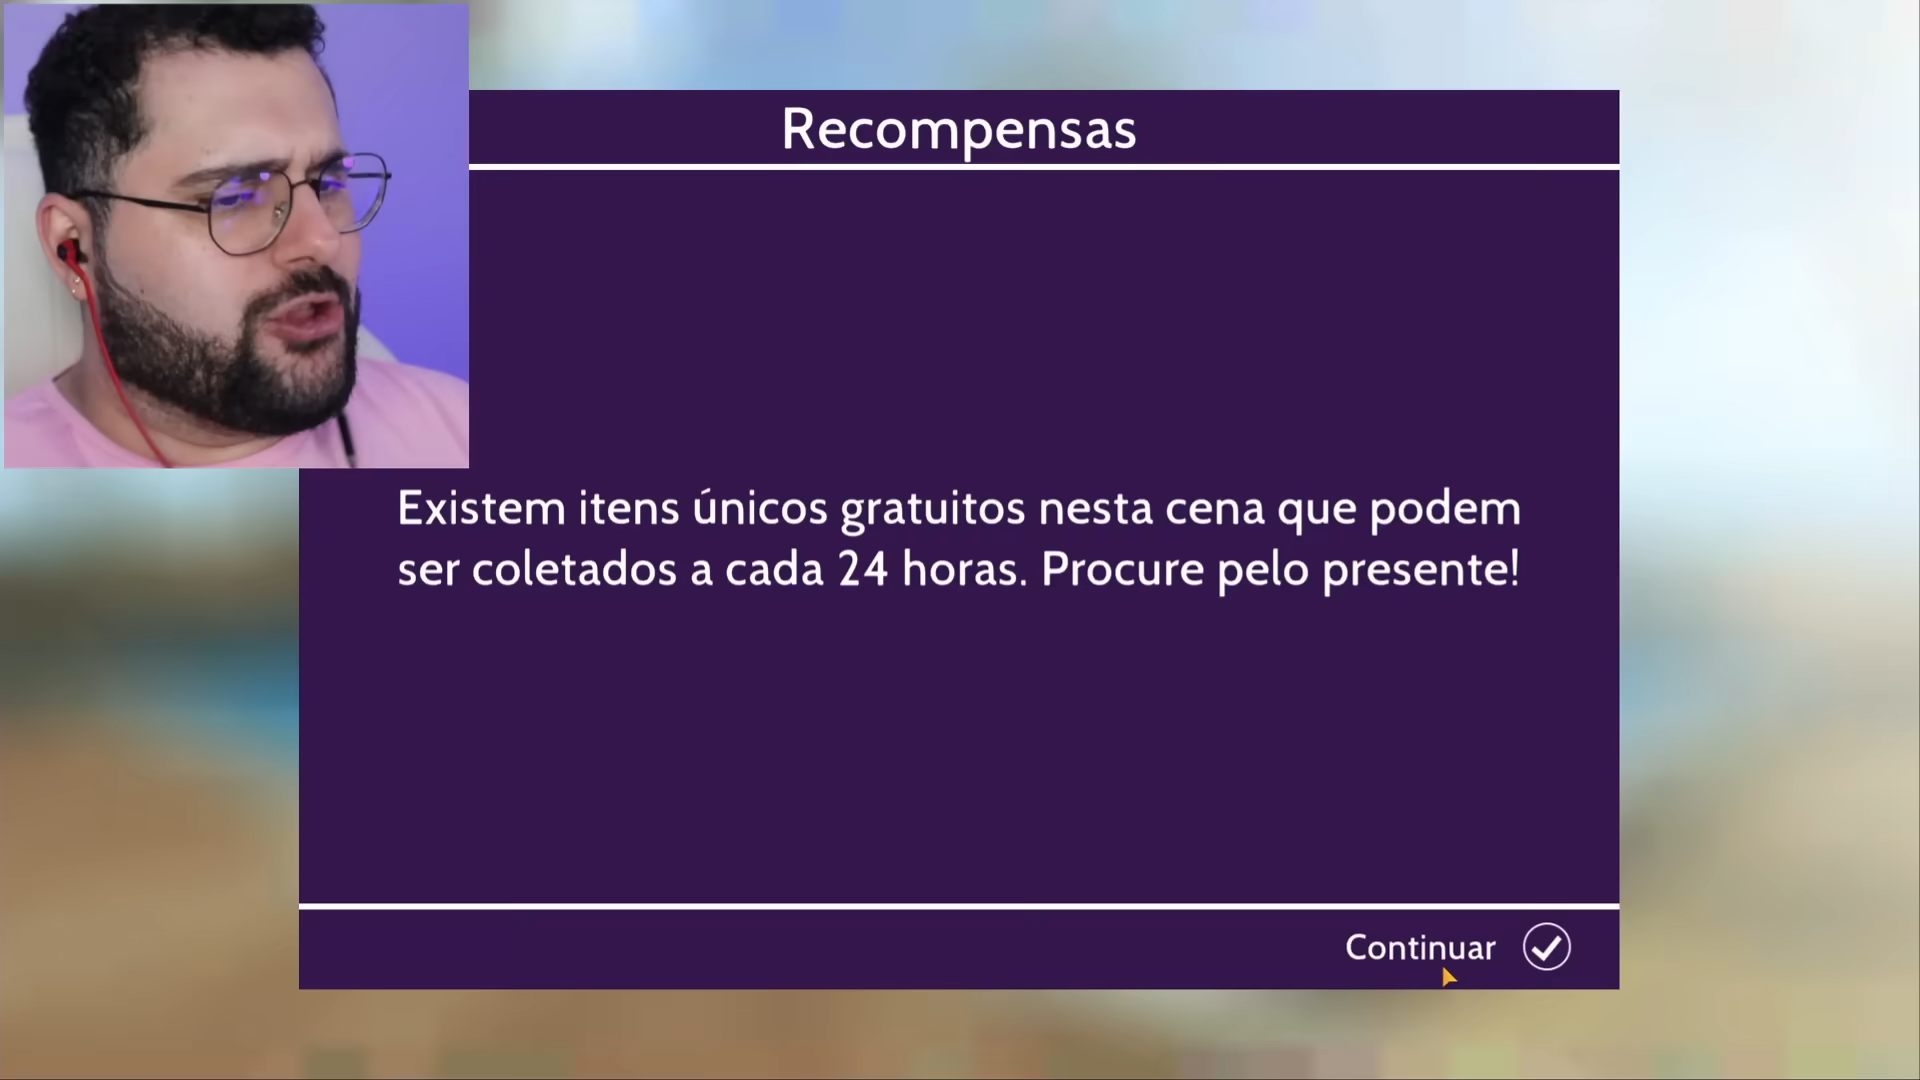 Recompensas
Existem itens únicos gratuitos nesta cena que podem
ser coletados a cada 24 horas. Procure pelo presente!
Continuar